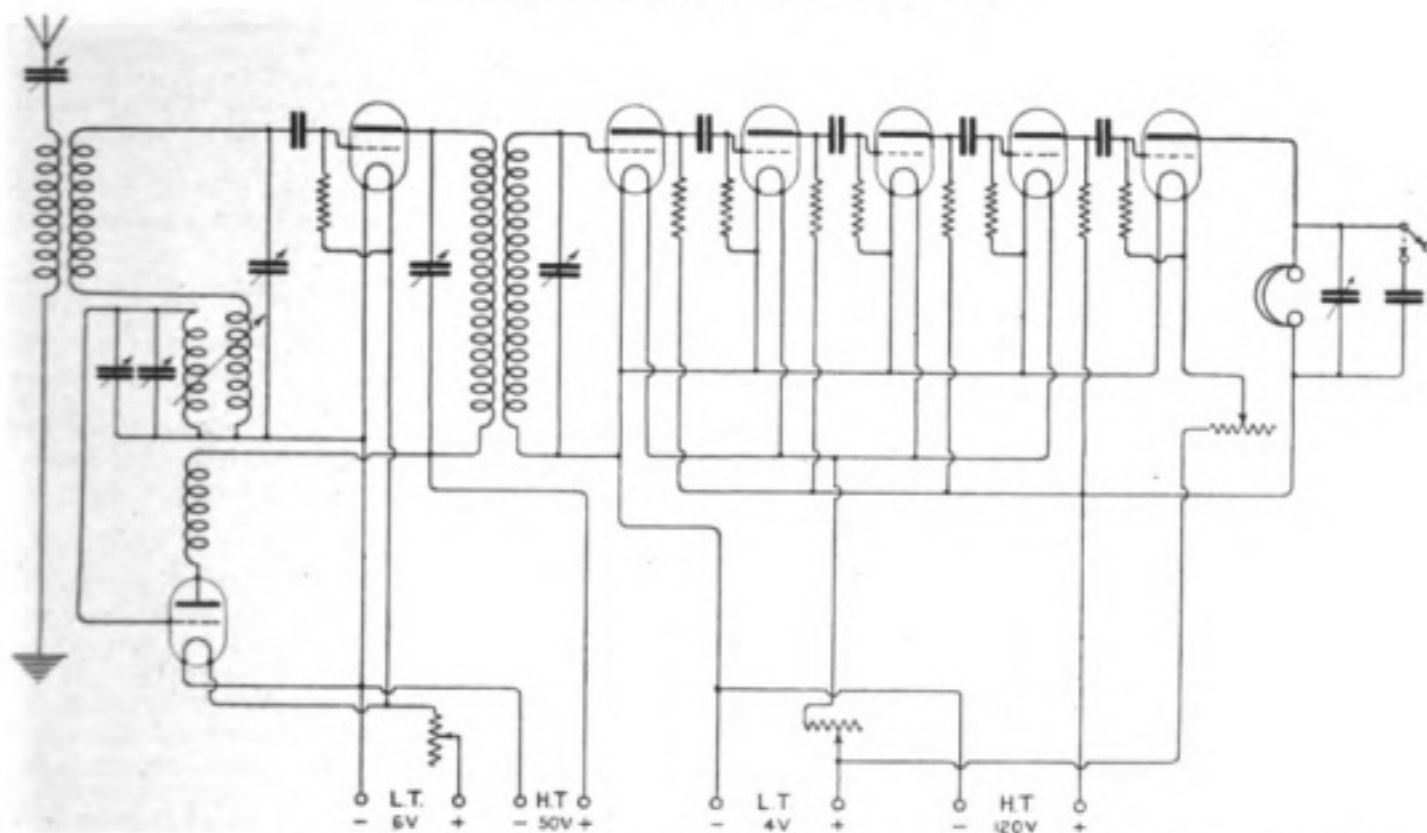 L.T. H.T L.T. H.T.
- 6V + - 50V + - 4V + - 120V +